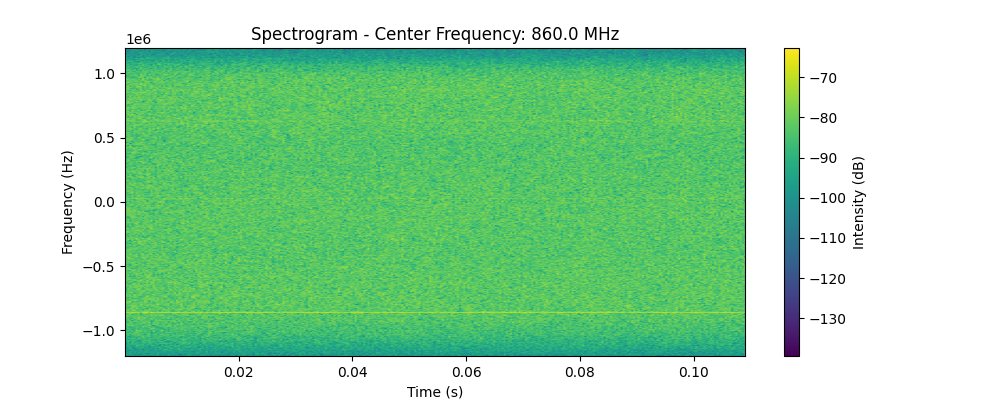 Spectrogram - Center Frequency: 860.0 MHz
1e6
1.0
0.5
0.0
−0.5
−1.0
Frequency (Hz)
0.02 0.04 0.06 0.08 0.10
Time (s)
−70
−80
−90
−100
−110
−120
−130
Intensity (dB)